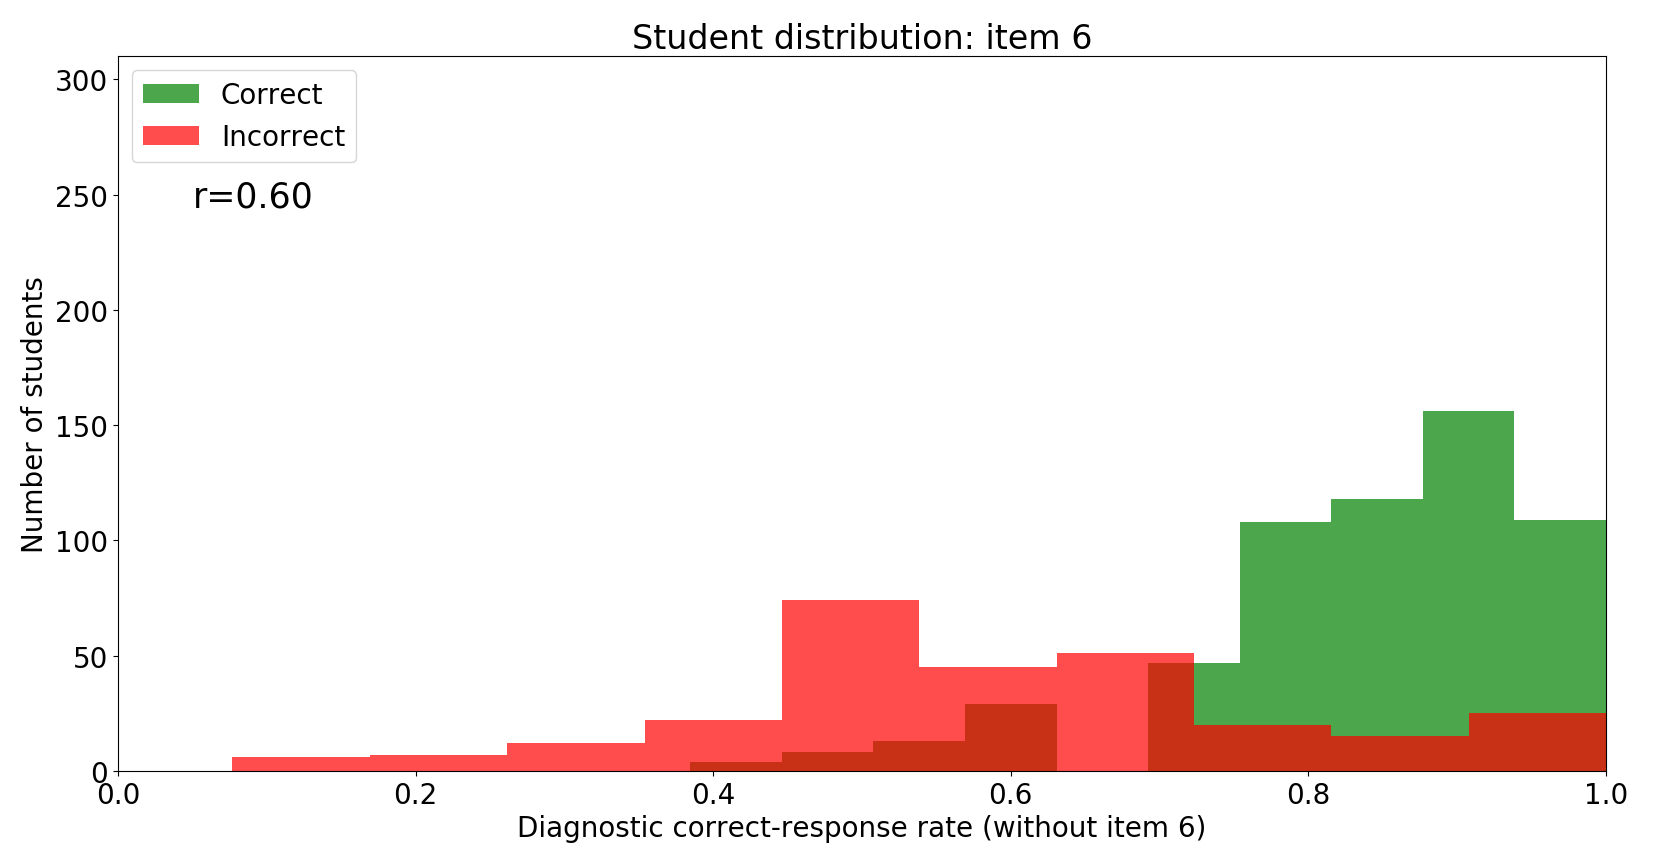 Student distribution: item 6
Correct
Incorrect
r=0.60
Number of students
300
250
200
150
100
50
0
0.0 0.2 0.4 0.6 0.8 1.0
Diagnostic correct-response rate (without item 6)